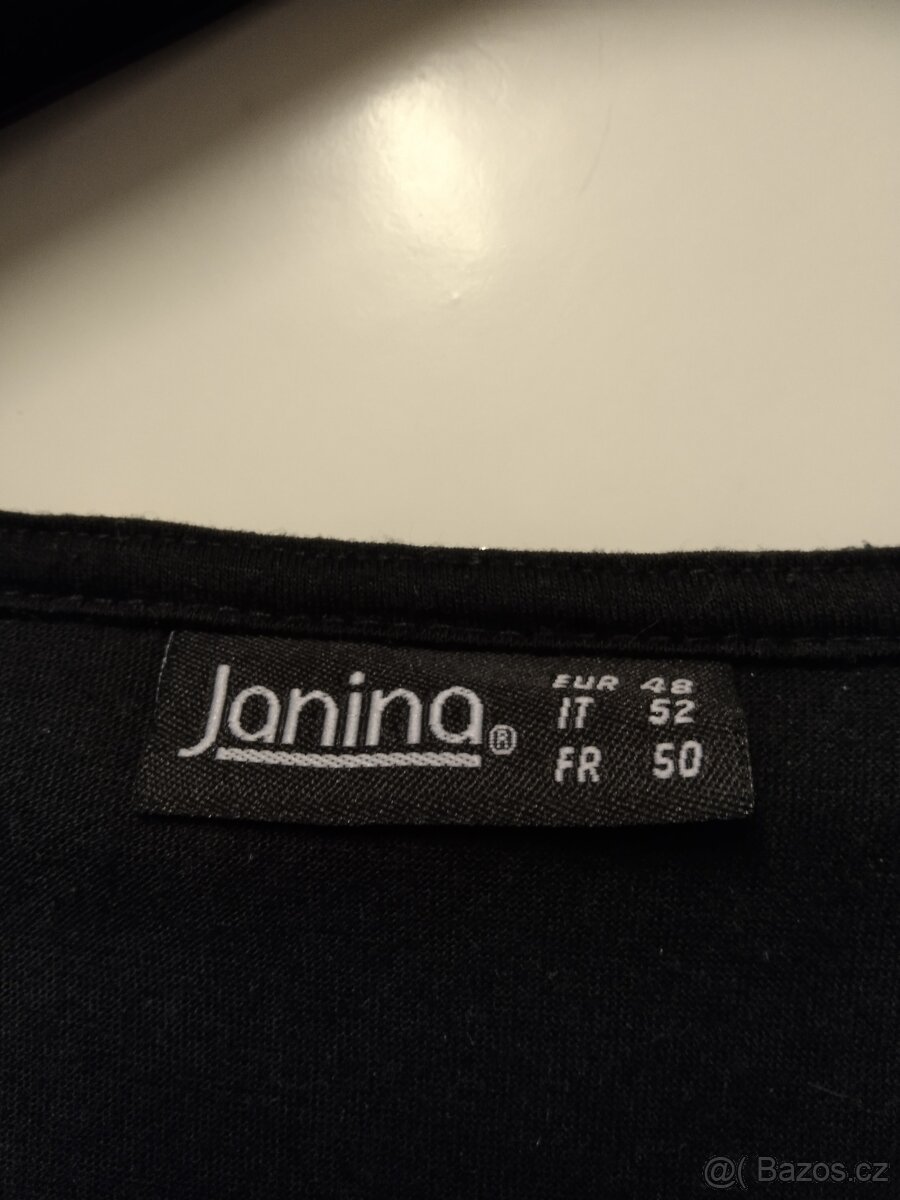 Janina®
EUR 48
IT 52
FR 50
@( Bazos.cz